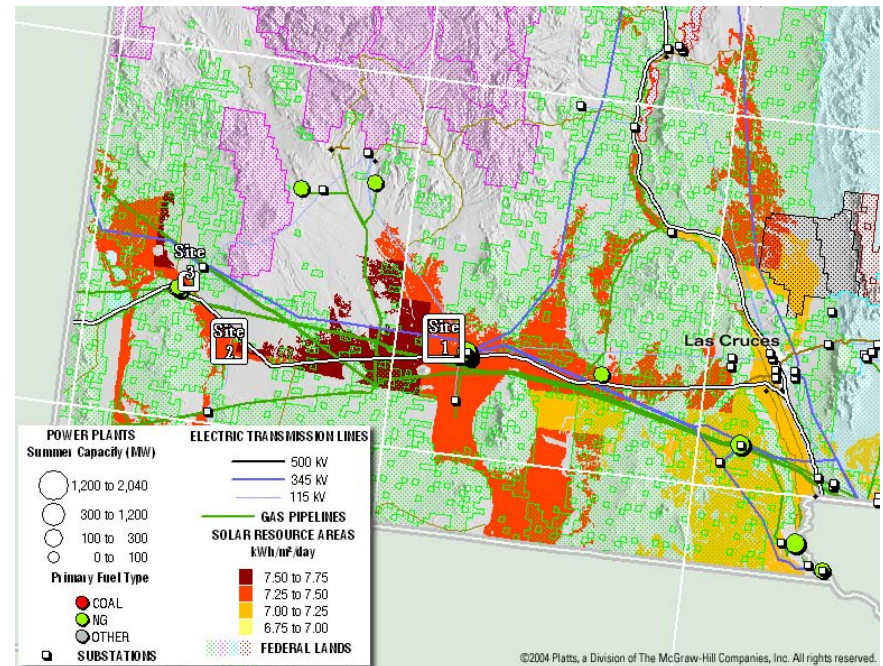 Site
3
Site
2
Site
1
Las Cruces
POWER PLANTS
Summer Capacity (MW)
1,200 to 2,040
300 to 1,200
100 to 300
0 to 100
Primary Fuel Type
COAL
NG
OTHER
SUBSTATIONS
ELECTRIC TRANSMISSION LINES
500 kV
345 kV
115 kV
GAS PIPELINES
SOLAR RESOURCE AREAS
kWh/m²/day
7.50 to 7.75
7.25 to 7.50
7.00 to 7.25
6.75 to 7.00
FEDERAL LANDS
©2004 Platts, a Division of The McGraw-Hill Companies, Inc. All rights reserved.